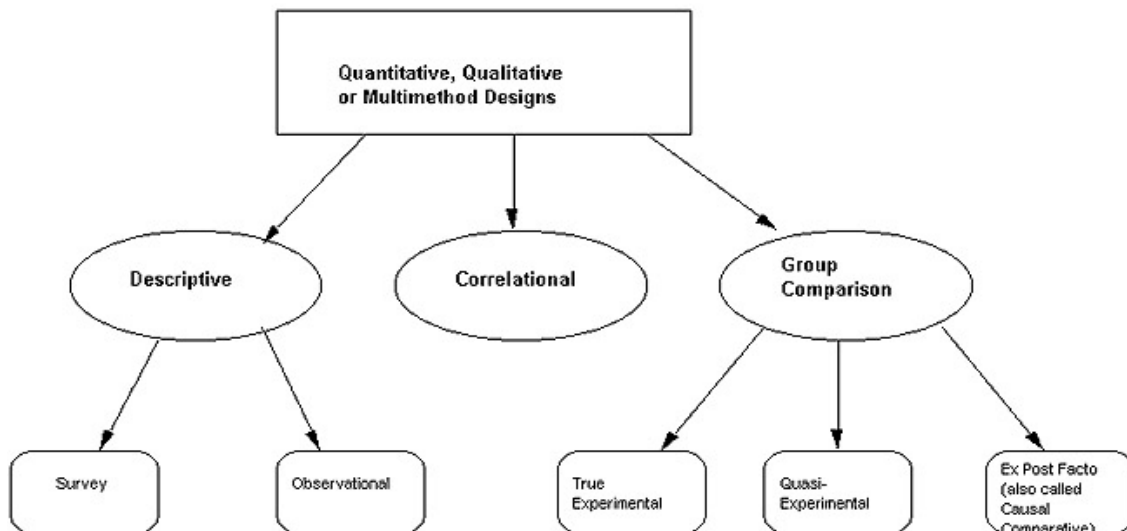 Quantitative, Qualitative
or Multimethod Designs
Descriptive
Correlational
Group
Comparison
Survey
Observational
True
Experimental
Quasi-
Experimental
Ex Post Facto
(also called
Causal
Comparative)